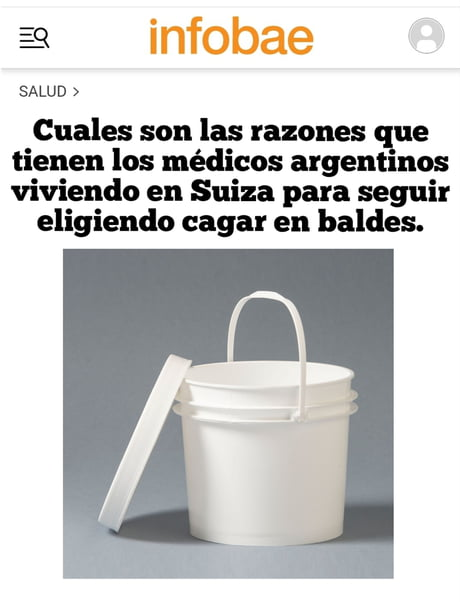 infobae
SALUD >
Cuales son las razones que
tienen los médicos argentinos
viviendo en Suiza para seguir
eligiendo cagar en baldes.